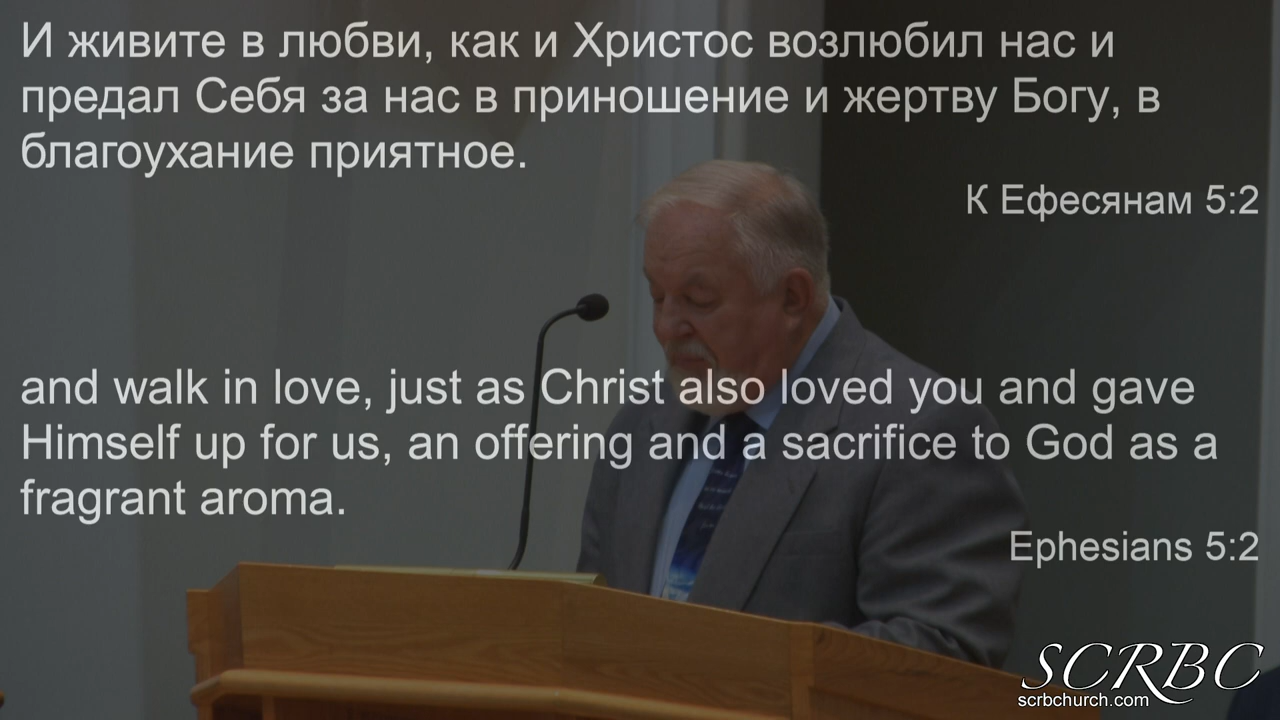 И живите в любви, как и Христос возлюбил нас и
предал Себя за нас в приношение и жертву Богу, в
благоухание приятное.
К Ефесянам 5:2
and walk in love, just as Christ also loved you and gave
Himself up for us, an offering and a sacrifice to God as a
fragrant aroma.
Ephesians 5:2
SCRBC
scrbchurch.com